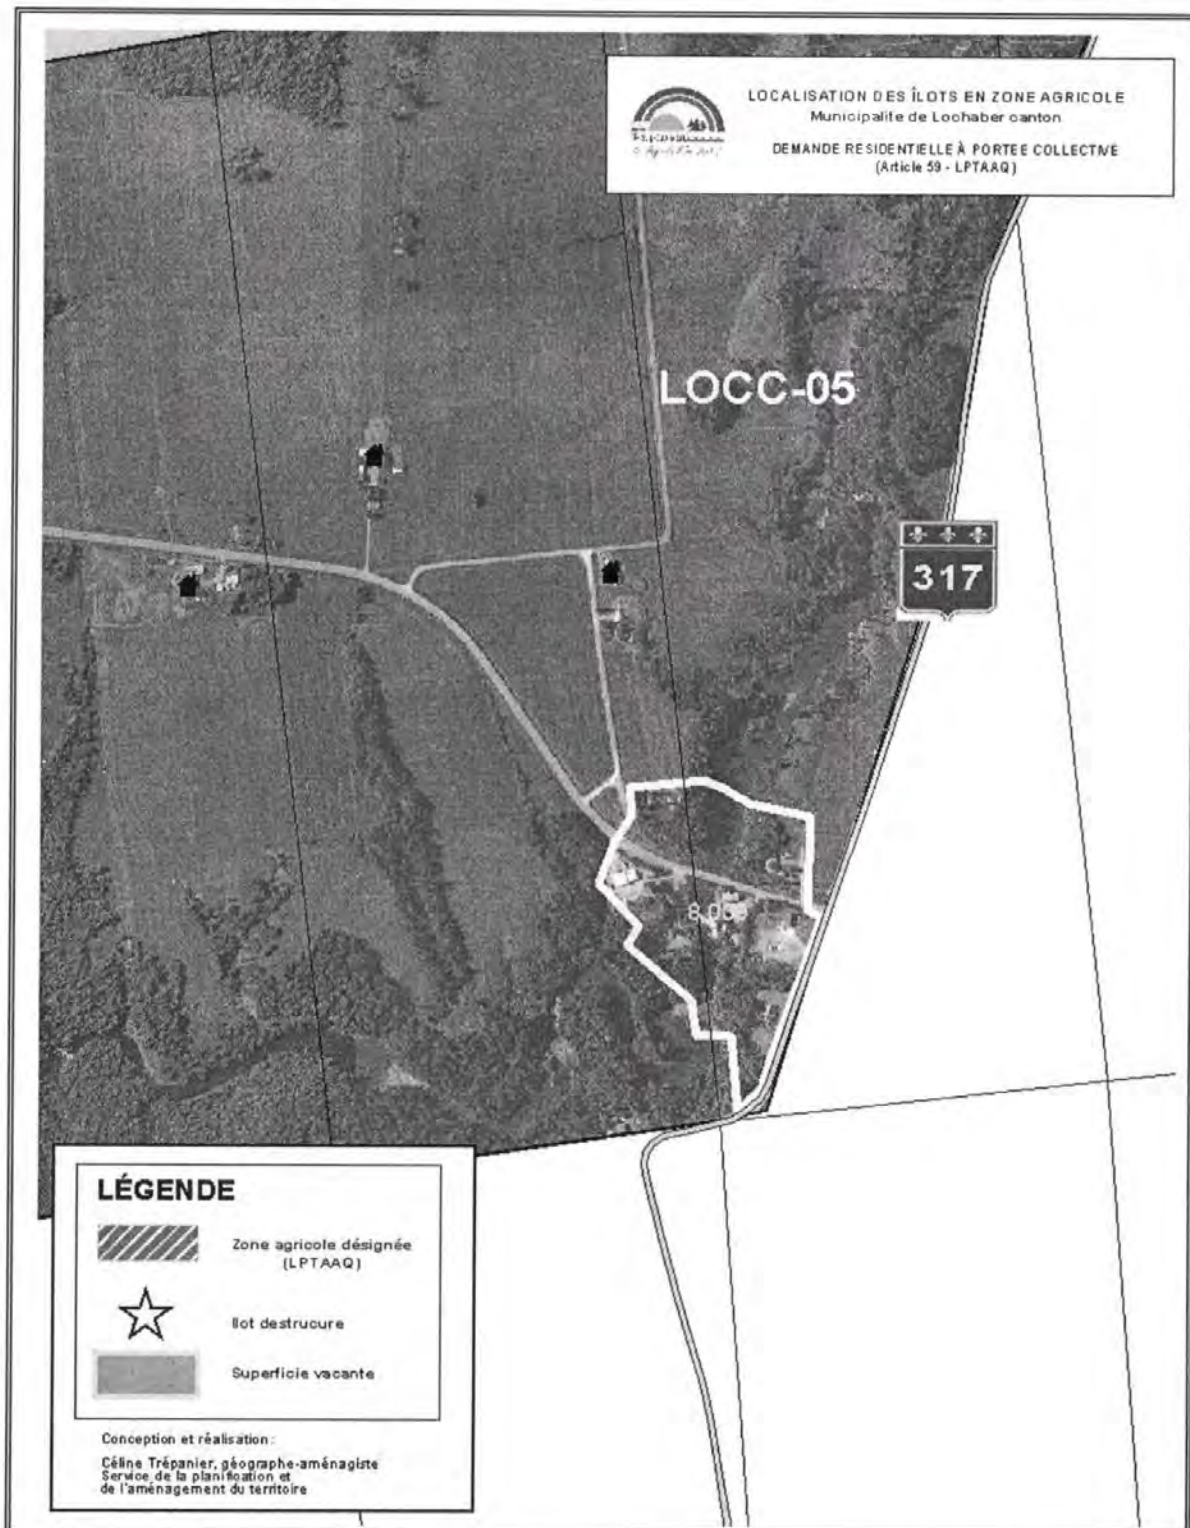 LOCALISATION DES ÎLOTS EN ZONE AGRICOLE
Municipalite de Lochaber canton
DEMANDE RESIDENTIELLE À PORTEE COLLECTIVE
(Article 59 - LPTAAQ)
LOCC-05
317
LÉGENDE
Zone agricole désignée
(LPTAAQ)
Ilot destrucure
Superficie vacante
Conception et réalisation :
Céline Trépanier, géographe-aménagiste
Service de la planification et
de l'aménagement du territoire